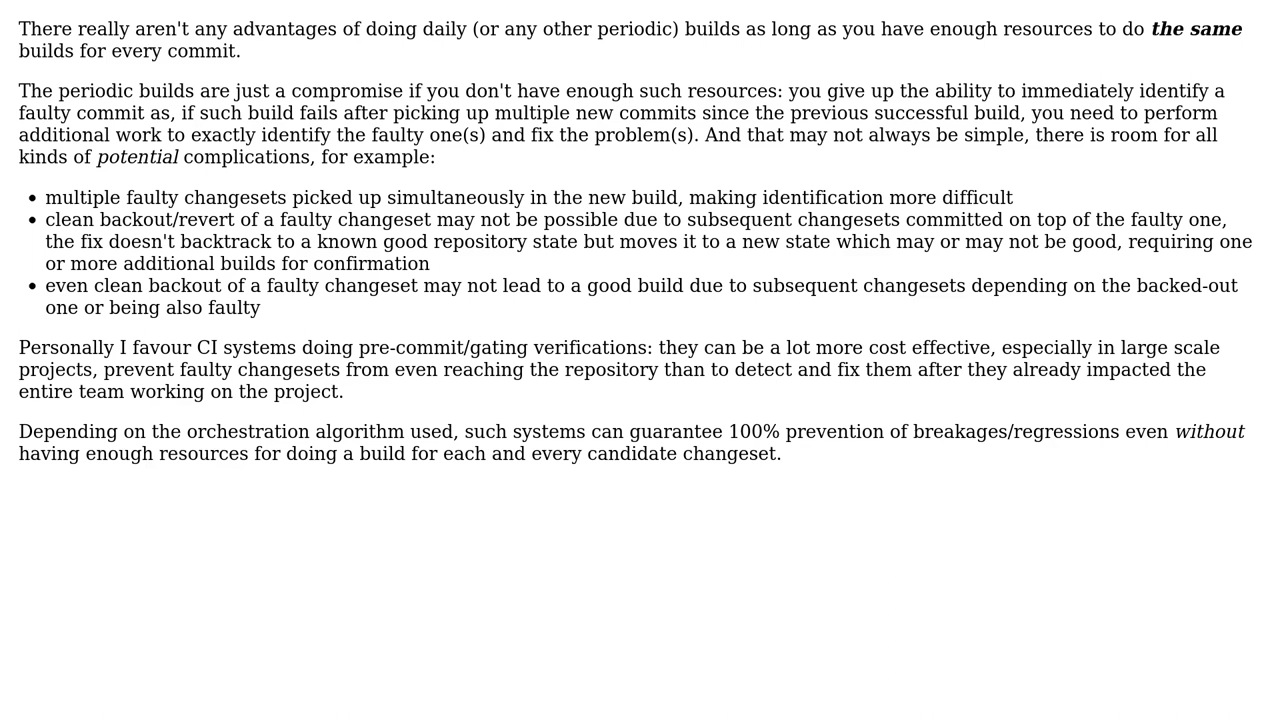 There really aren't any advantages of doing daily (or any other periodic) builds as long as you have enough resources to do the same
builds for every commit.
The periodic builds are just a compromise if you don't have enough such resources: you give up the ability to immediately identify a
faulty commit as, if such build fails after picking up multiple new commits since the previous successful build, you need to perform
additional work to exactly identify the faulty one(s) and fix the problem(s). And that may not always be simple, there is room for all
kinds of potential complications, for example:
• multiple faulty changesets picked up simultaneously in the new build, making identification more difficult
• clean backout/revert of a faulty changeset may not be possible due to subsequent changesets committed on top of the faulty one,
the fix doesn't backtrack to a known good repository state but moves it to a new state which may or may not be good, requiring one
or more additional builds for confirmation
• even clean backout of a faulty changeset may not lead to a good build due to subsequent changesets depending on the backed-out
one or being also faulty
Personally I favour CI systems doing pre-commit/gating verifications: they can be a lot more cost effective, especially in large scale
projects, prevent faulty changesets from even reaching the repository than to detect and fix them after they already impacted the
entire team working on the project.
Depending on the orchestration algorithm used, such systems can guarantee 100% prevention of breakages/regressions even without
having enough resources for doing a build for each and every candidate changeset.